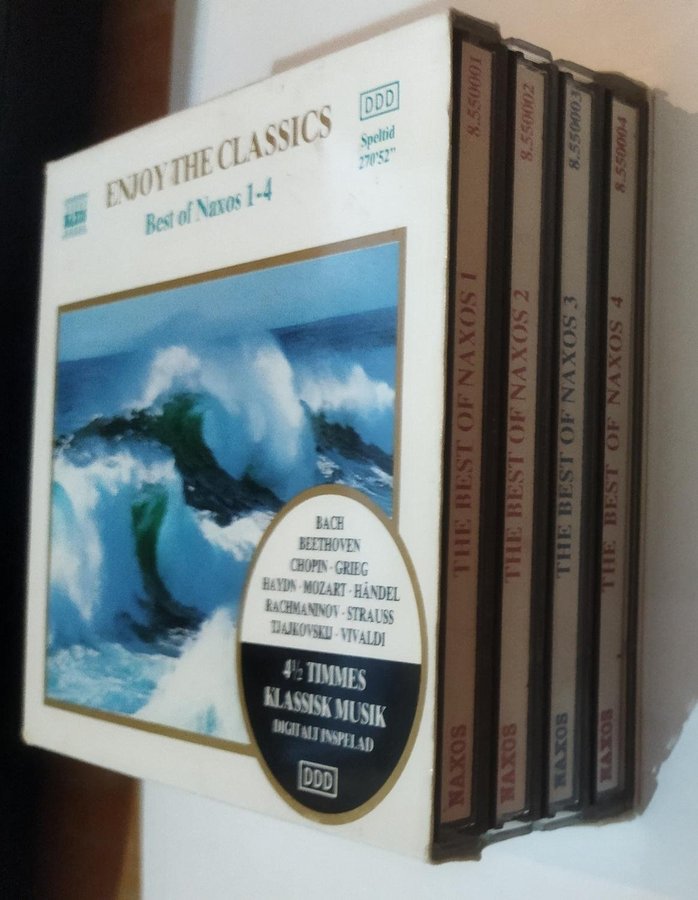 NAXOS
ENJOY THE CLASSICS
Best of Naxos 1-4
DDD
Speltid
270'52"
BACH
BEETHOVEN
CHOPIN · GRIEG
HAYDN · MOZART · HÄNDEL
RACHMANINOV · STRAUSS
TJAJKOVSKIJ · VIVALDI
4½ TIMMES
KLASSISK MUSIK
DIGITALT INSPELAD
DDD
NAXOS THE BEST OF NAXOS 1 8.550001
NAXOS THE BEST OF NAXOS 2 8.550002
NAXOS THE BEST OF NAXOS 3 8.550003
NAXOS THE BEST OF NAXOS 4 8.550004